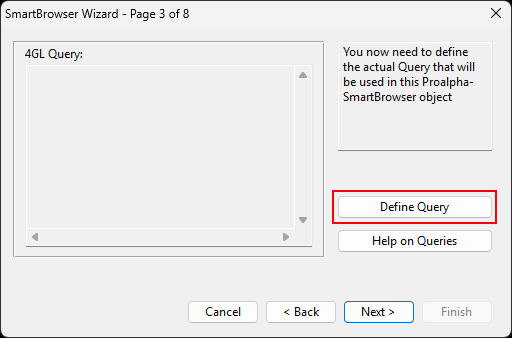 SmartBrowser Wizard - Page 3 of 8
4GL Query:
You now need to define
the actual Query that will
be used in this Proalpha-
SmartBrowser object
Define Query
Help on Queries
Cancel
< Back
Next >
Finish